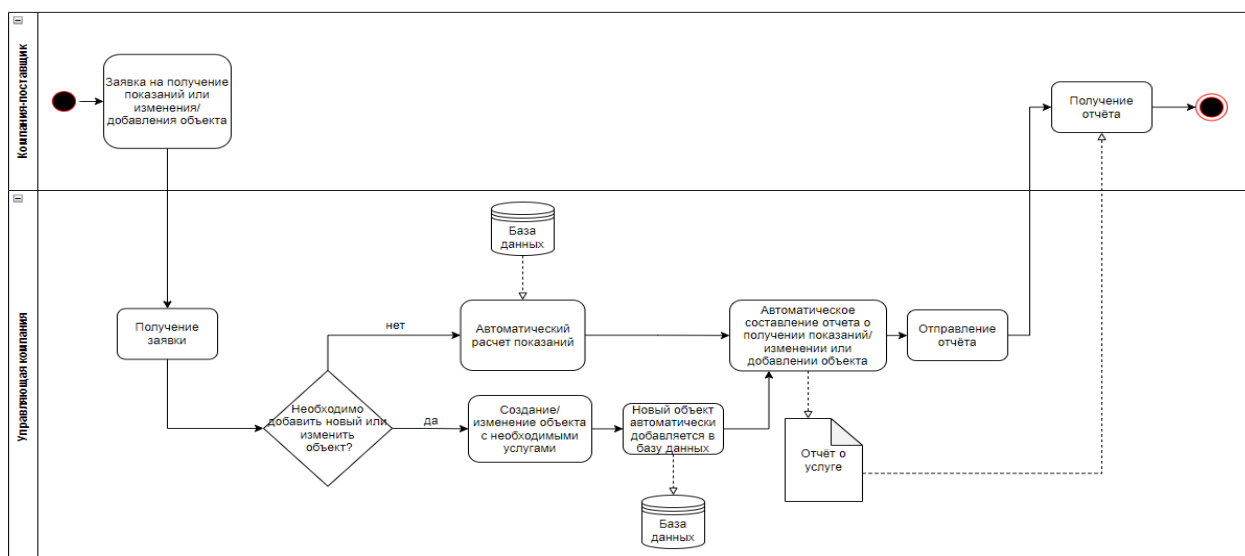 Компания-поставщик
Заявка на получение
показаний или
изменения/
добавления объекта
Получение
отчёта
Управляющая компания
База
данных
Получение
заявки
нет
Автоматический
расчет показаний
Автоматическое
составление отчета о
получении показаний/
изменении или
добавлении объекта
Отправление
отчёта
Необходимо
добавить новый или
изменить
объект?
да
Создание/
изменение объекта
с необходимыми
услугами
Новый объект
автоматически
добавляется в
базу данных
Отчёт о
услуге
База
данных